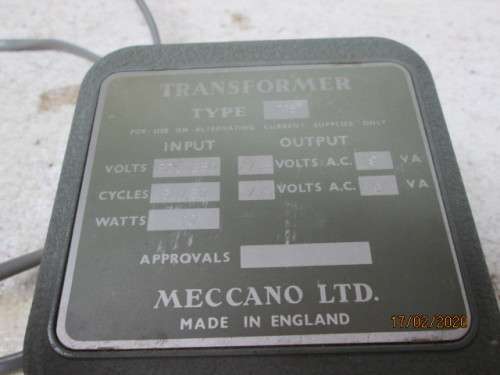 TRANSFORMER
TYPE
FOR USE ON ALTERNATING CURRENT SUPPLIES ONLY
INPUT OUTPUT
VOLTS VOLTS A.C. VA
CYCLES VOLTS A.C. VA
WATTS
APPROVALS
MECCANO LTD.
MADE IN ENGLAND
17/02/2020